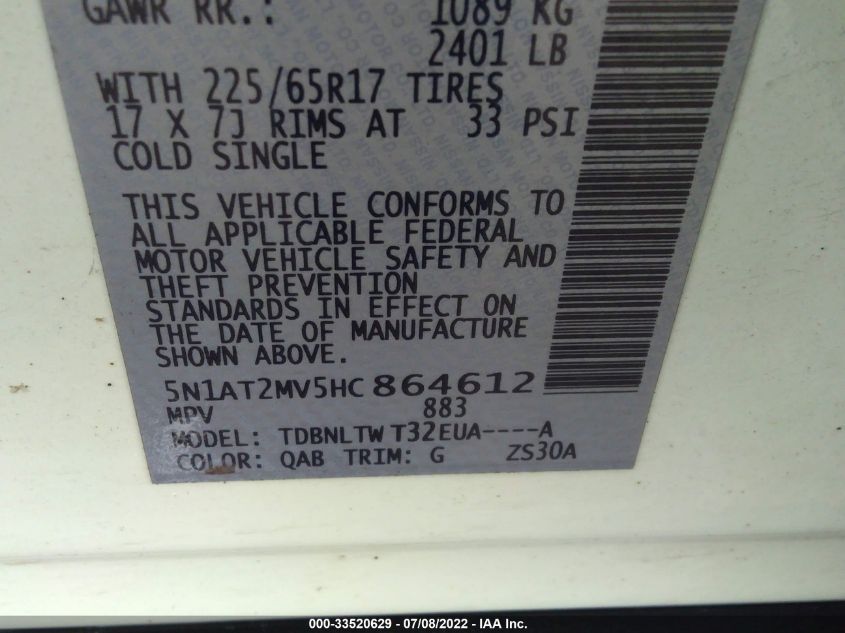 GAWR RR.: 1089 KG
2401 LB
WITH 225/65R17 TIRES
17 X 7J RIMS AT 33 PSI
COLD SINGLE
THIS VEHICLE CONFORMS TO
ALL APPLICABLE FEDERAL
MOTOR VEHICLE SAFETY AND
THEFT PREVENTION
STANDARDS IN EFFECT ON
THE DATE OF MANUFACTURE
SHOWN ABOVE.
5N1AT2MV5HC864612
MPV 883
MODEL: TDBNLTW T32EUA----A
COLOR: QAB TRIM: G ZS30A
000-33520629 - 07/08/2022 - IAA Inc.